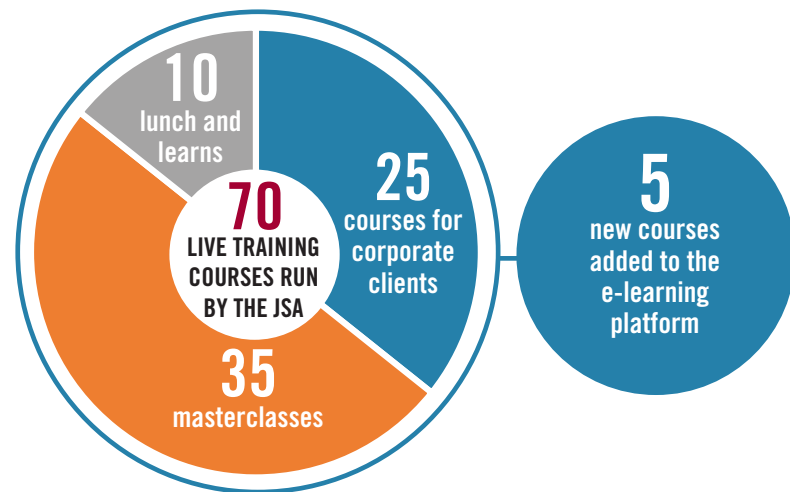 10
lunch and
learns
25
courses for
corporate
clients
70
LIVE TRAINING
COURSES RUN
BY THE JSA
35
masterclasses
5
new courses
added to the
e-learning
platform